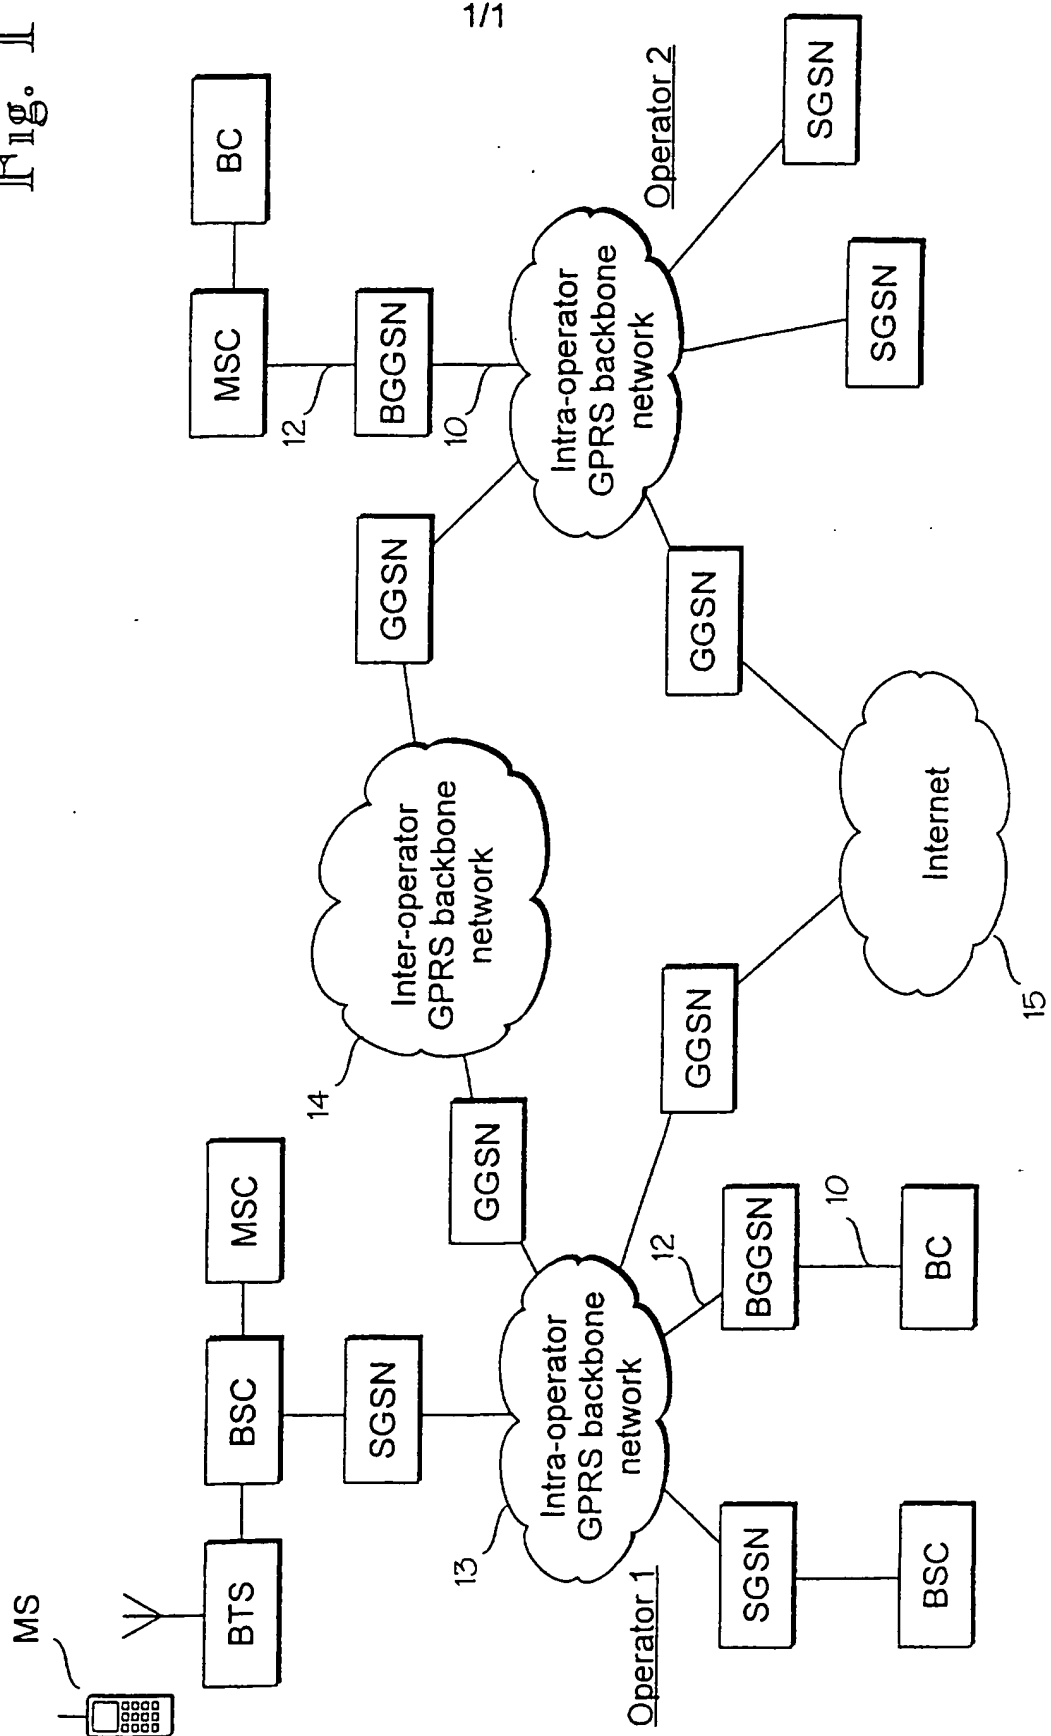 1/1
Fig. 1
MS
BTS
BSC
MSC
SGSN
13
Intra-operator
GPRS backbone
network
Operator 1
SGSN
BSC
12
BGGSN
10
BC
GGSN
GGSN
14
Inter-operator
GPRS backbone
network
15
Internet
GGSN
GGSN
MSC
BC
12
BGGSN
10
Intra-operator
GPRS backbone
network
Operator 2
SGSN
SGSN